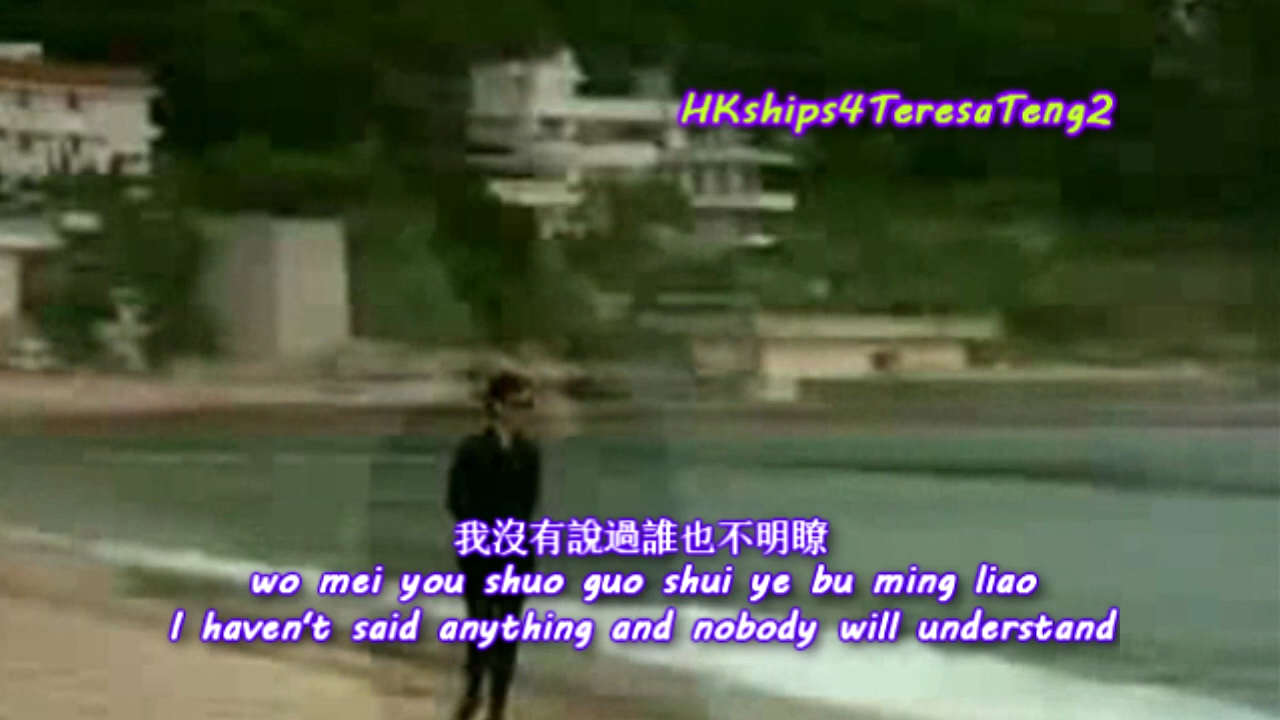 HKships4TeresaTeng2
我沒有說過誰也不明瞭
wo mei you shuo guo shui ye bu ming liao
I haven't said anything and nobody will understand